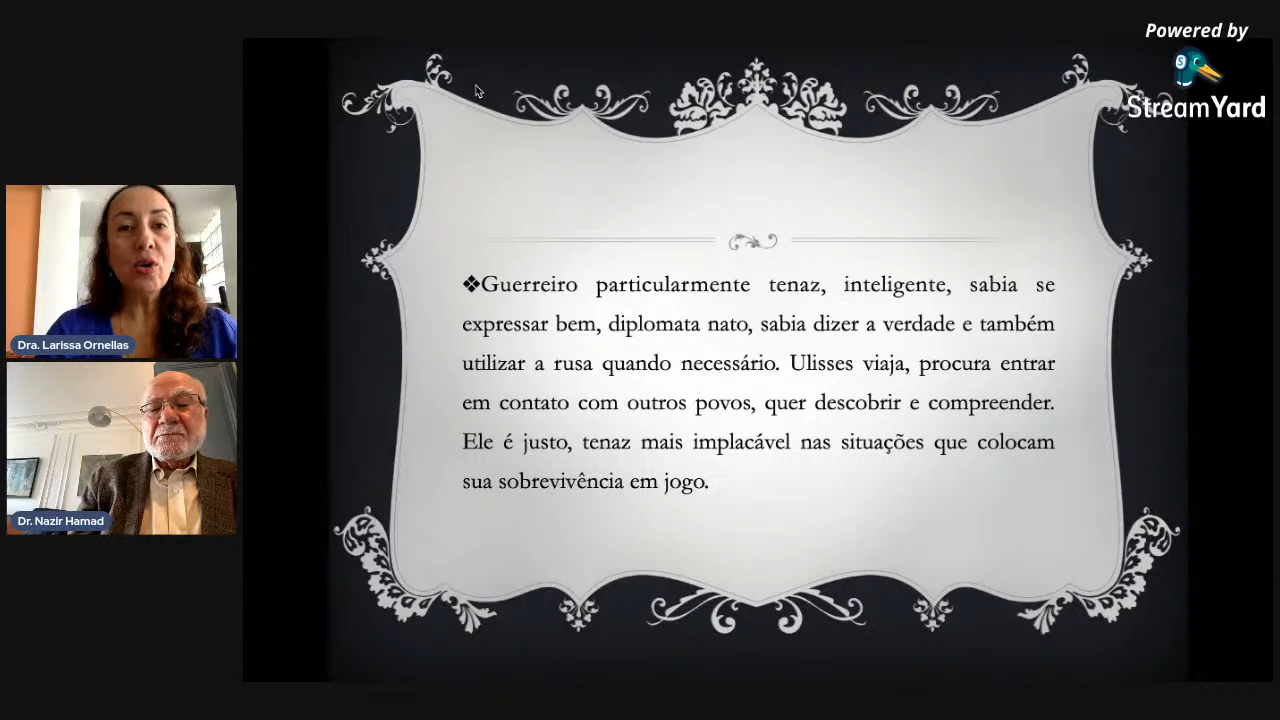 Powered by
StreamYard
❖Guerreiro particularmente tenaz, inteligente, sabia se
expressar bem, diplomata nato, sabia dizer a verdade e também
utilizar a rusa quando necessário. Ulisses viaja, procura entrar
em contato com outros povos, quer descobrir e compreender.
Ele é justo, tenaz mais implacável nas situações que colocam
sua sobrevivência em jogo.
Dra. Larissa Ornellas
Dr. Nazir Hamad